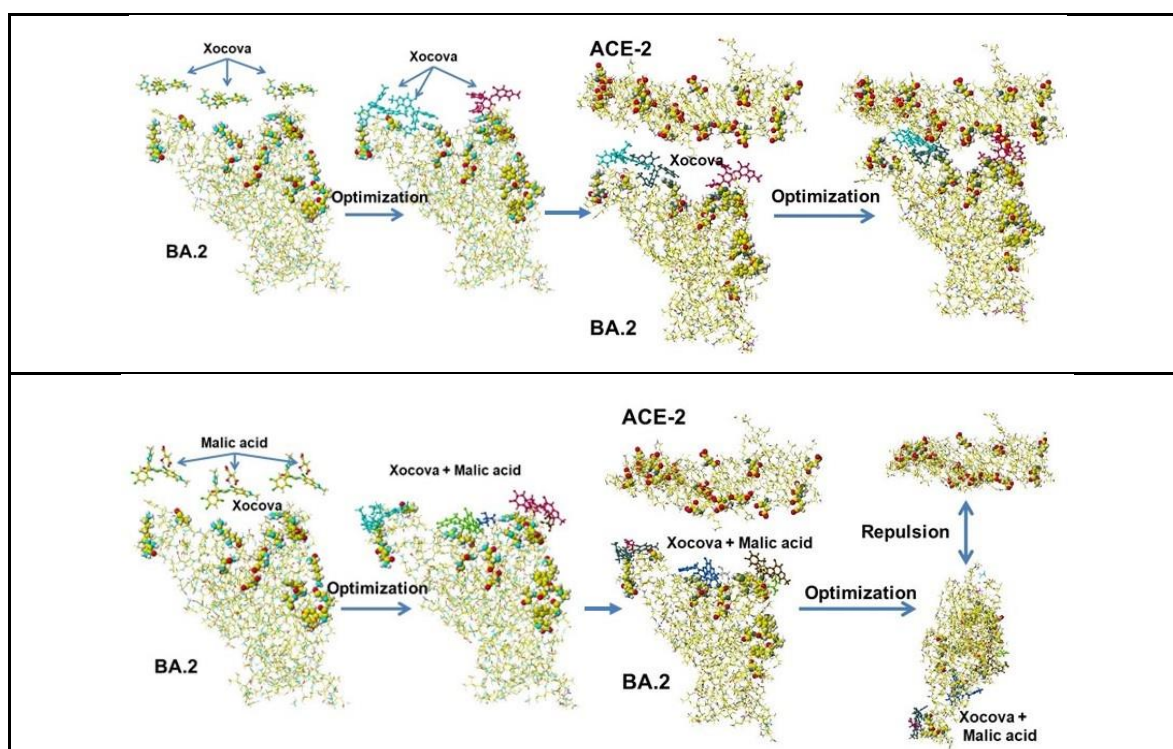 Xocova
Xocova
ACE-2
Xocova
Optimization
Optimization
BA.2
BA.2
Malic acid
Xocova
Xocova + Malic acid
ACE-2
Repulsion
Xocova + Malic acid
Optimization
Optimization
BA.2
BA.2
Xocova +
Malic acid